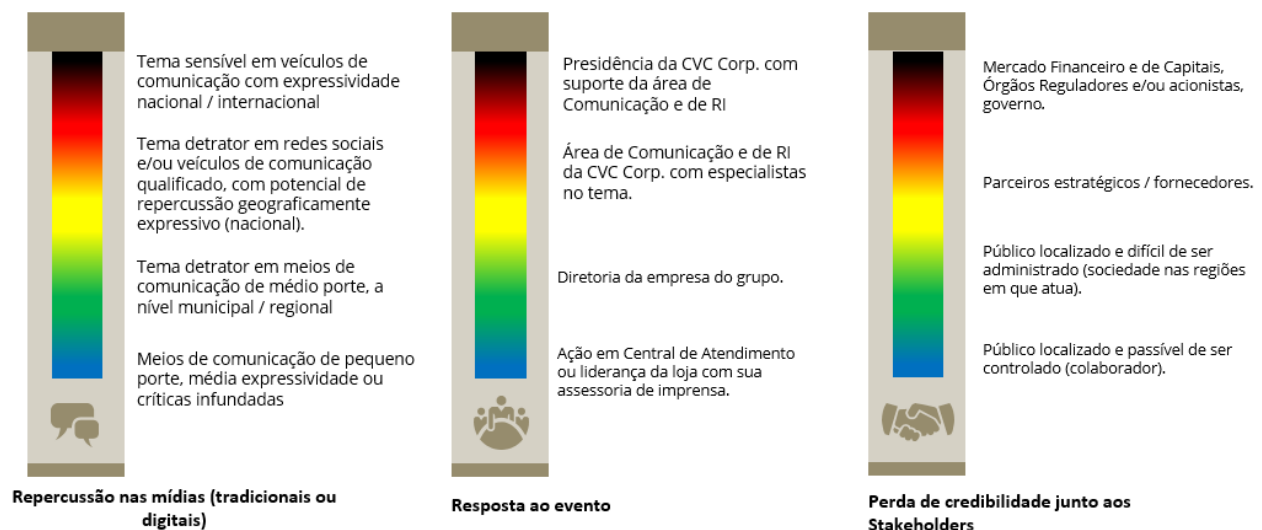 Tema sensível em veículos de
comunicação com expressividade
nacional / internacional
Tema detrator em redes sociais
e/ou veículos de comunicação
qualificado, com potencial de
repercussão geograficamente
expressivo (nacional).
Tema detrator em meios de
comunicação de médio porte, a
nível municipal / regional
Meios de comunicação de pequeno
porte, média expressividade ou
críticas infundadas
Repercussão nas mídias (tradicionais ou
digitais)
Presidência da CVC Corp. com
suporte da área de
Comunicação e de RI
Área de Comunicação e de RI
da CVC Corp. com especialistas
no tema.
Diretoria da empresa do grupo.
Ação em Central de Atendimento
ou liderança da loja com sua
assessoria de imprensa.
Resposta ao evento
Mercado Financeiro e de Capitais,
Órgãos Reguladores e/ou acionistas,
governo.
Parceiros estratégicos / fornecedores.
Público localizado e difícil de ser
administrado (sociedade nas regiões
em que atua).
Público localizado e passível de ser
controlado (colaborador).
Perda de credibilidade junto aos
Stakeholders